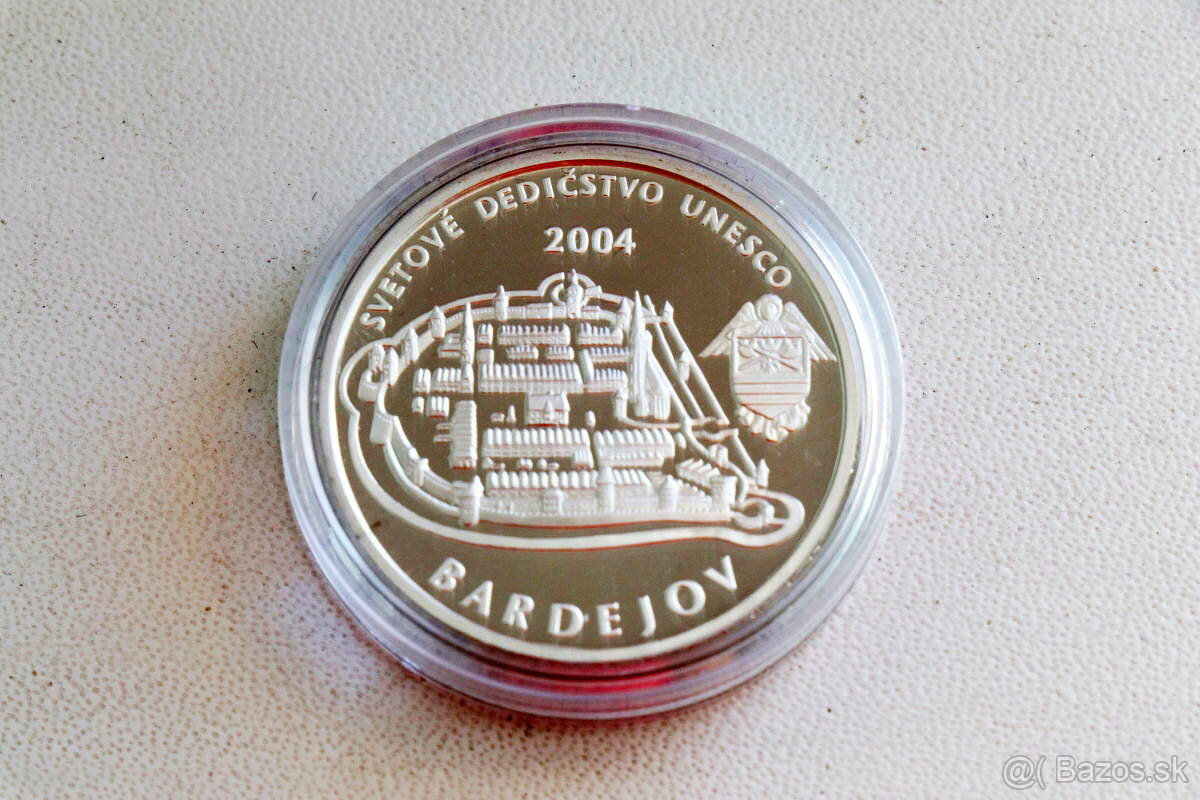 SVETOVÉ DEDIČSTVO UNESCO
2004
BARDEJOV
@( Bazos.sk